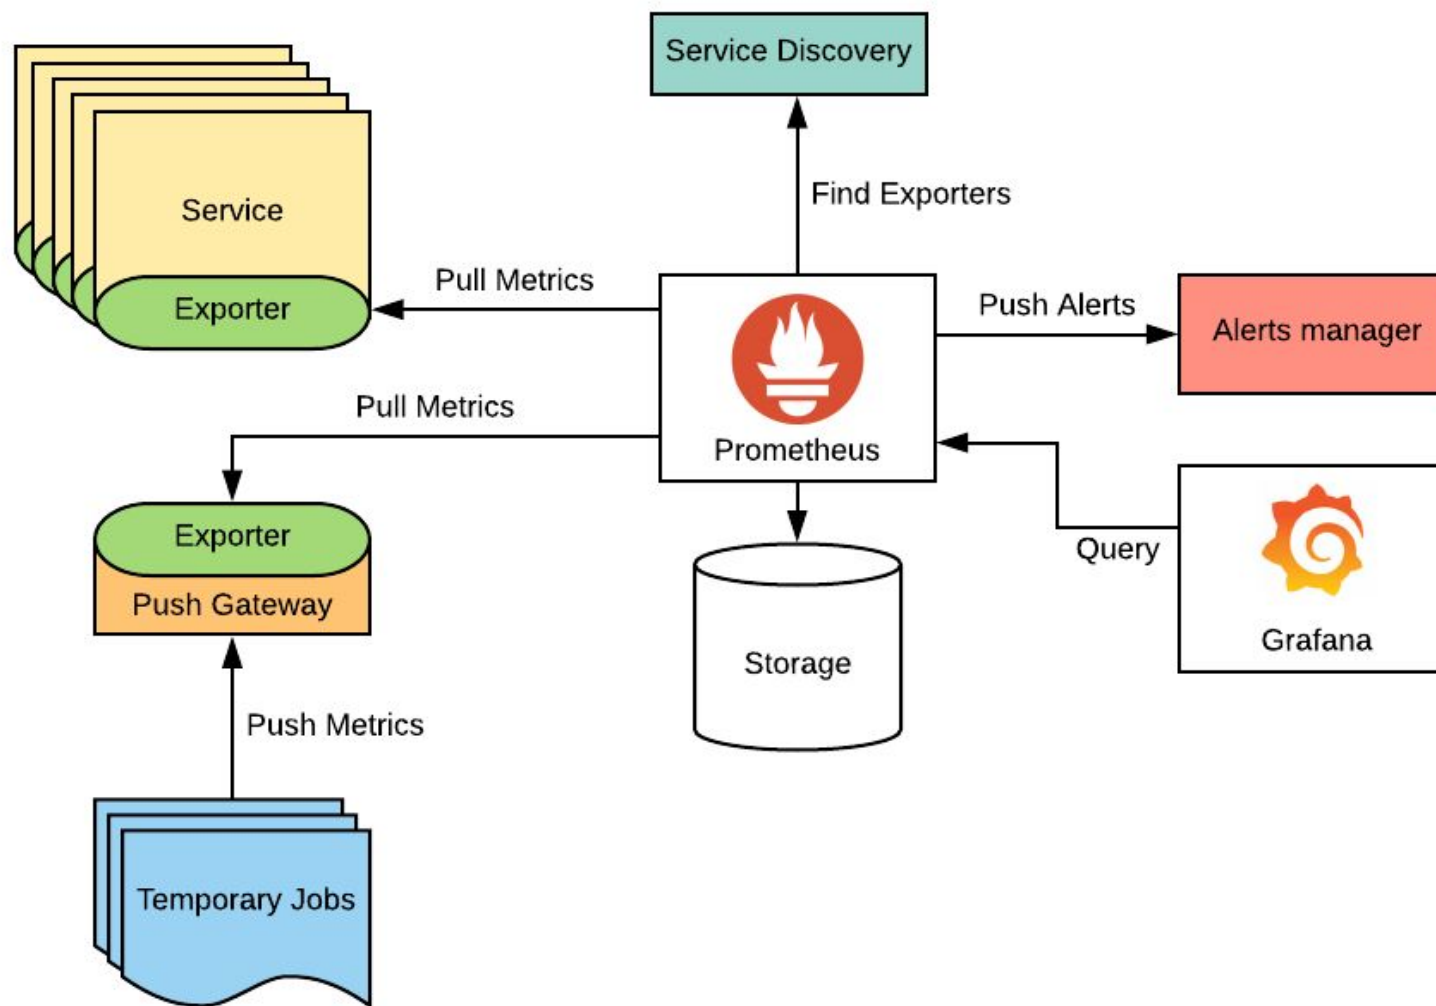 Service Discovery
Find Exporters
Service
Exporter
Pull Metrics
Push Alerts
Alerts manager
Pull Metrics
Prometheus
Exporter
Push Gateway
Query
Grafana
Storage
Push Metrics
Temporary Jobs